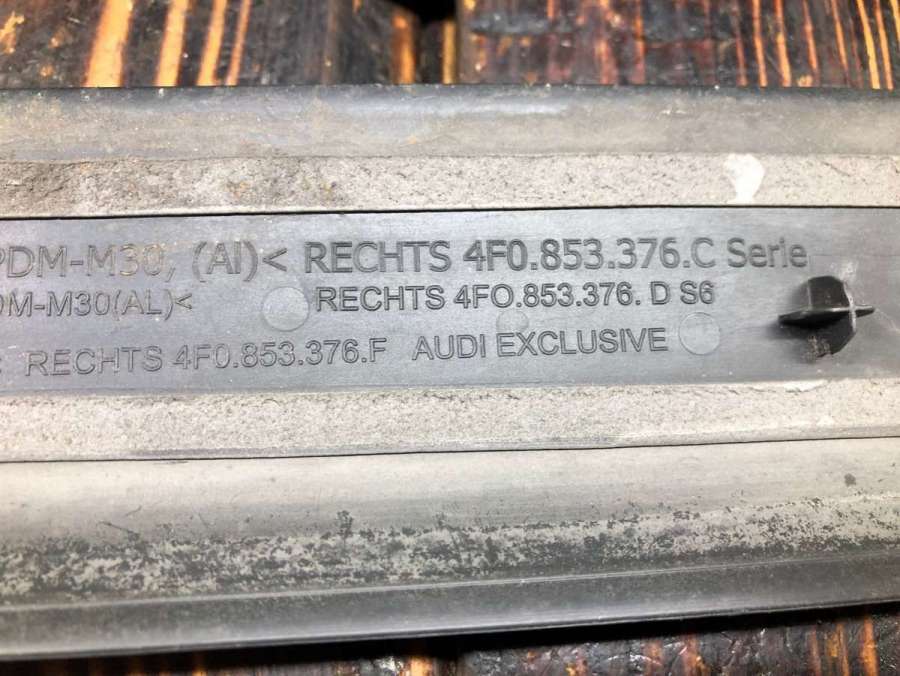 PDM-M30, (Al)< RECHTS 4F0.853.376.C Serie
DM-M30(AL)< RECHTS 4FO.853.376. D S6
RECHTS 4F0.853.376.F AUDI EXCLUSIVE